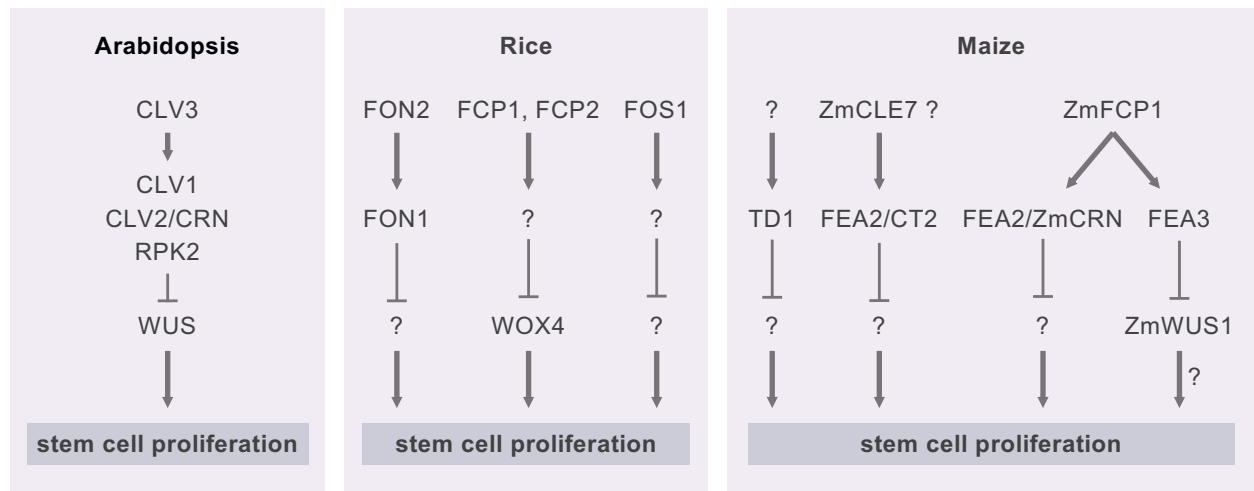 Arabidopsis
CLV3
CLV1
CLV2/CRN
RPK2
WUS
stem cell proliferation
Rice
FON2 FCP1, FCP2 FOS1
FON1 ? ?
? WOX4 ?
stem cell proliferation
Maize
? ZmCLE7 ? ZmFCP1
TD1 FEA2/CT2 FEA2/ZmCRN FEA3
? ? ? ZmWUS1
?
stem cell proliferation